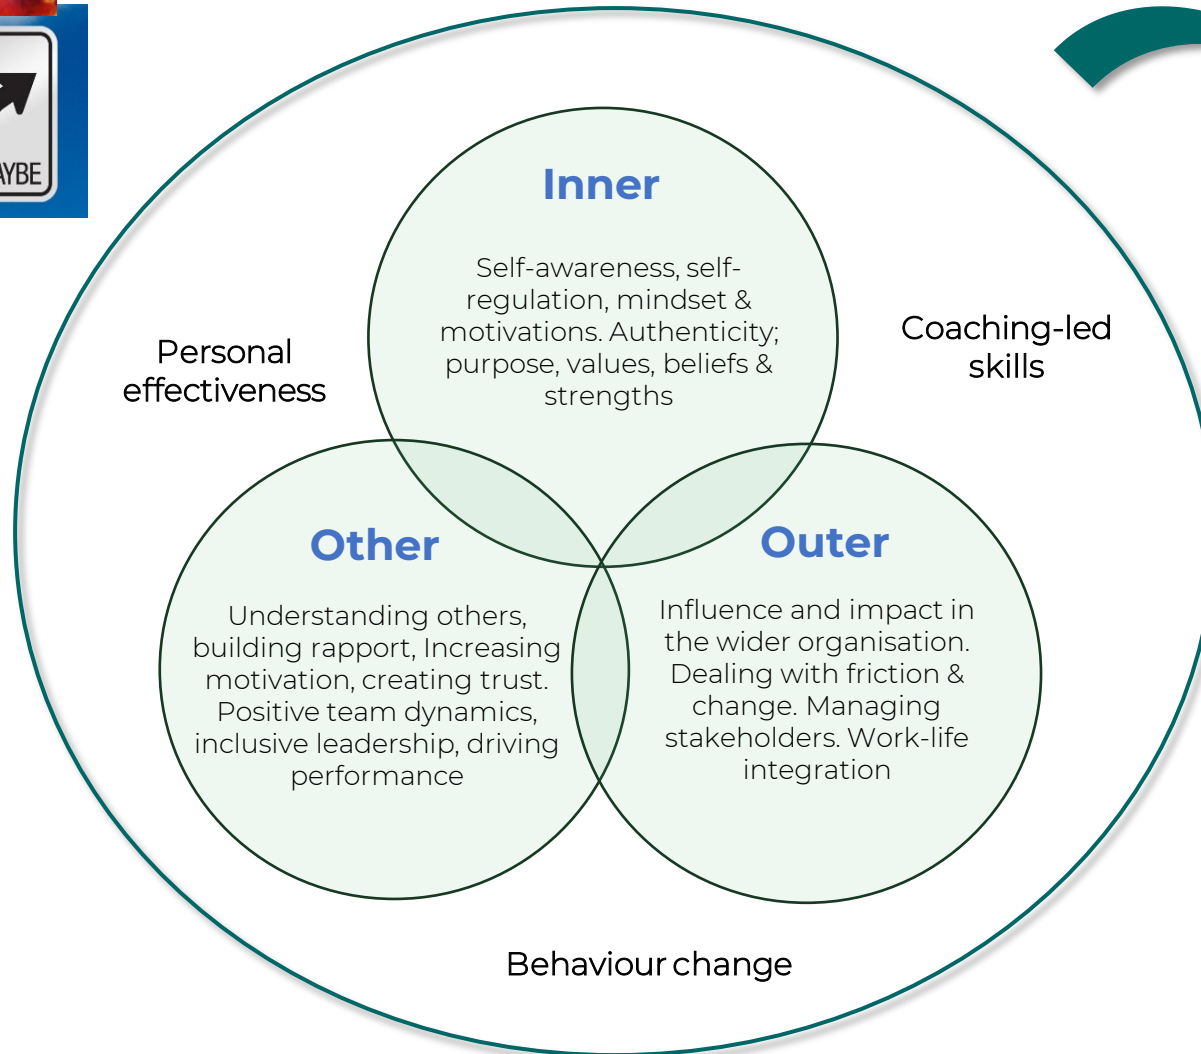 AYBE
Inner
Self-awareness, self-
regulation, mindset &
motivations. Authenticity;
purpose, values, beliefs &
strengths
Personal
effectiveness
Coaching-led
skills
Other
Understanding others,
building rapport, Increasing
motivation, creating trust.
Positive team dynamics,
inclusive leadership, driving
performance
Outer
Influence and impact in
the wider organisation.
Dealing with friction &
change. Managing
stakeholders. Work-life
integration
Behaviour change